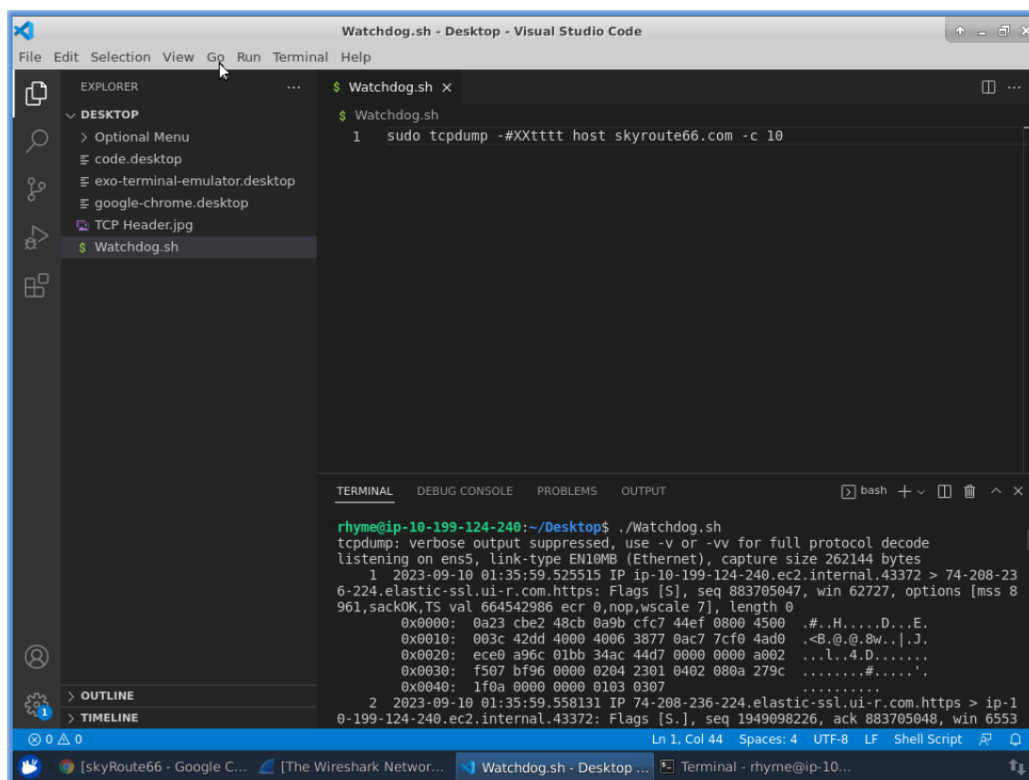 Watchdog.sh - Desktop - Visual Studio Code
File Edit Selection View Go Run Terminal Help
EXPLORER
DESKTOP
Optional Menu
code.desktop
exo-terminal-emulator.desktop
google-chrome.desktop
TCP Header.jpg
$ Watchdog.sh
OUTLINE
TIMELINE
$ Watchdog.sh
$ Watchdog.sh
1 sudo tcpdump -#XXtttt host skyroute66.com -c 10
TERMINAL DEBUG CONSOLE PROBLEMS OUTPUT bash
rhyme@ip-10-199-124-240:~/Desktop$ ./Watchdog.sh
tcpdump: verbose output suppressed, use -v or -vv for full protocol decode
listening on ens5, link-type EN10MB (Ethernet), capture size 262144 bytes
1 2023-09-10 01:35:59.525515 IP ip-10-199-124-240.ec2.internal.43372 > 74-208-23
6-224.elastic-ssl.ui-r.com.https: Flags [S], seq 883705047, win 62727, options [mss 8
961,sackOK,TS val 664542986 ecr 0,nop,wscale 7], length 0
0x0000: 0a23 cbe2 48cb 0a9b cfc7 44ef 0800 4500 .#..H.....D...E.
0x0010: 003c 42dd 4000 4006 3877 0ac7 7cf0 4ad0 .<B.@.@.8w..|.J.
0x0020: ece0 a96c 01bb 34ac 44d7 0000 0000 a002 ...l..4.D.......
0x0030: f507 bf96 0000 0204 2301 0402 080a 279c ........#.....'.
0x0040: 1f0a 0000 0000 0103 0307 ..........
2 2023-09-10 01:35:59.558131 IP 74-208-236-224.elastic-ssl.ui-r.com.https > ip-1
0-199-124-240.ec2.internal.43372: Flags [S.], seq 1949098226, ack 883705048, win 6553
1
0 0 Ln 1, Col 44 Spaces: 4 UTF-8 LF Shell Script
[skyRoute66 - Google C... [The Wireshark Networ... Watchdog.sh - Desktop ... Terminal - rhyme@ip-10...